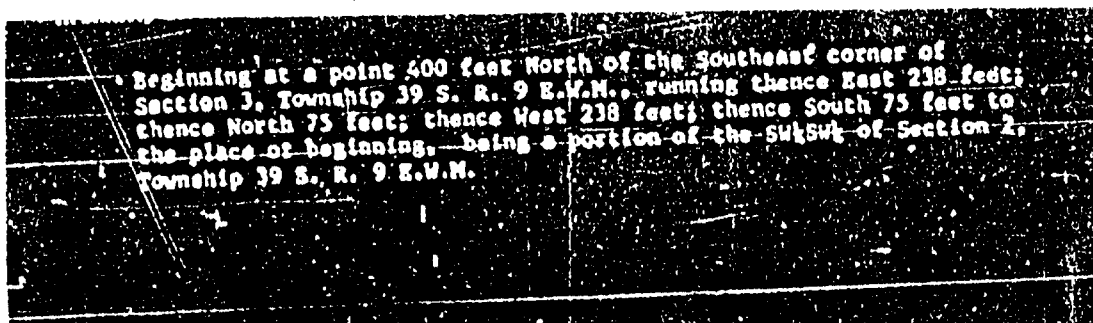 Beginning at a point 400 feet North of the Southeast corner of
Section 3, Township 39 S. R. 9 E.W.M., running thence East 238 feet;
thence North 75 feet; thence West 238 feet; thence South 75 feet to
the place of beginning, being a portion of the SW¼SW¼ of Section 2,
Township 39 S., R. 9 E.W.M.